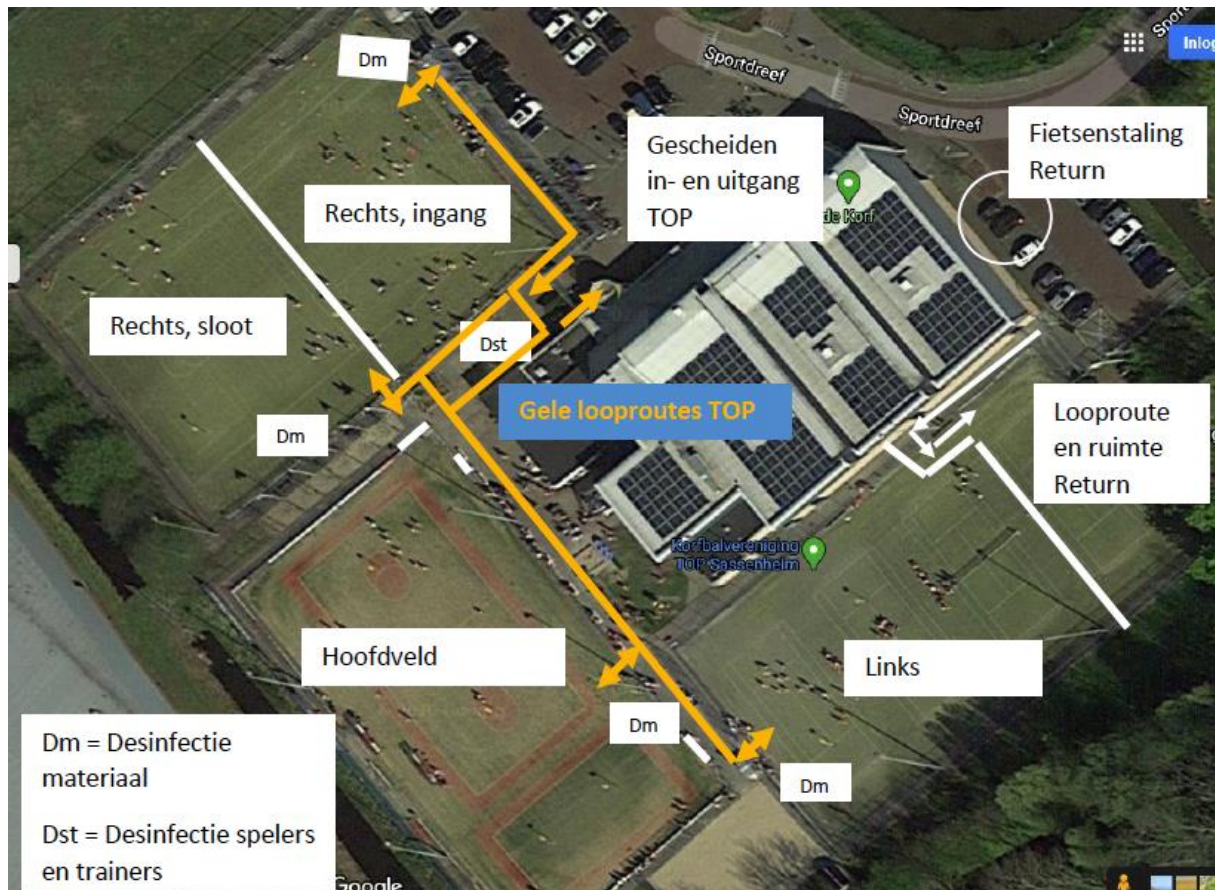 Dm
Sportdreef
Sportdreef
Inlog
Gescheiden
in- en uitgang
TOP
Fietsenstaling
Return
de Korf
Rechts, ingang
Rechts, sloot
Dst
Gele looproutes TOP
Dm
Looproute
en ruimte
Return
Korfbalvereniging
TOP Sassenheim
Hoofdveld
Links
Dm
Dm
Dm = Desinfectie
materiaal
Dst = Desinfectie spelers
en trainers
Google